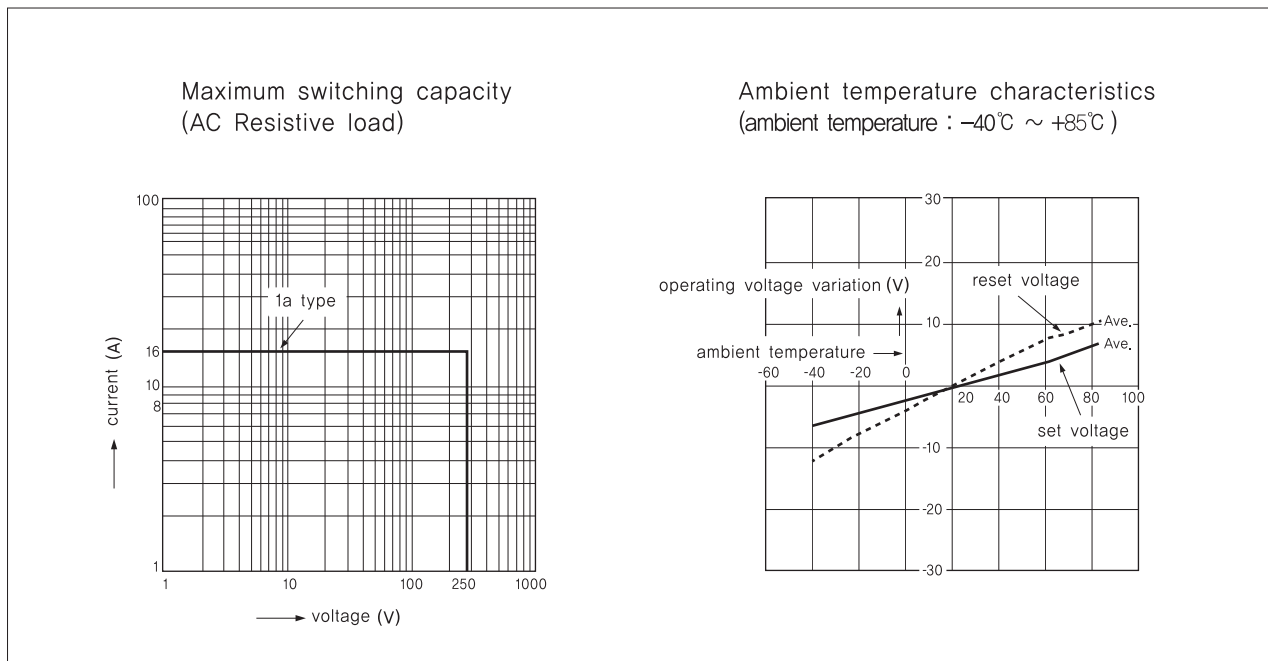 Maximum switching capacity
(AC Resistive load)
100
1a type
16
10
8
1
current (A)
1
10
100
250
1000
voltage (V)
Ambient temperature characteristics
(ambient temperature : –40℃ ~ +85℃)
30
20
operating voltage variation (V)
reset voltage
10
Ave.
ambient temperature
Ave.
-60
-40
-20
0
20
40
60
80
100
set voltage
-10
-20
-30